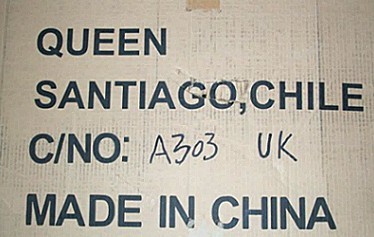 QUEEN
SANTIAGO,CHILE
C/NO: A303 UK
MADE IN CHINA